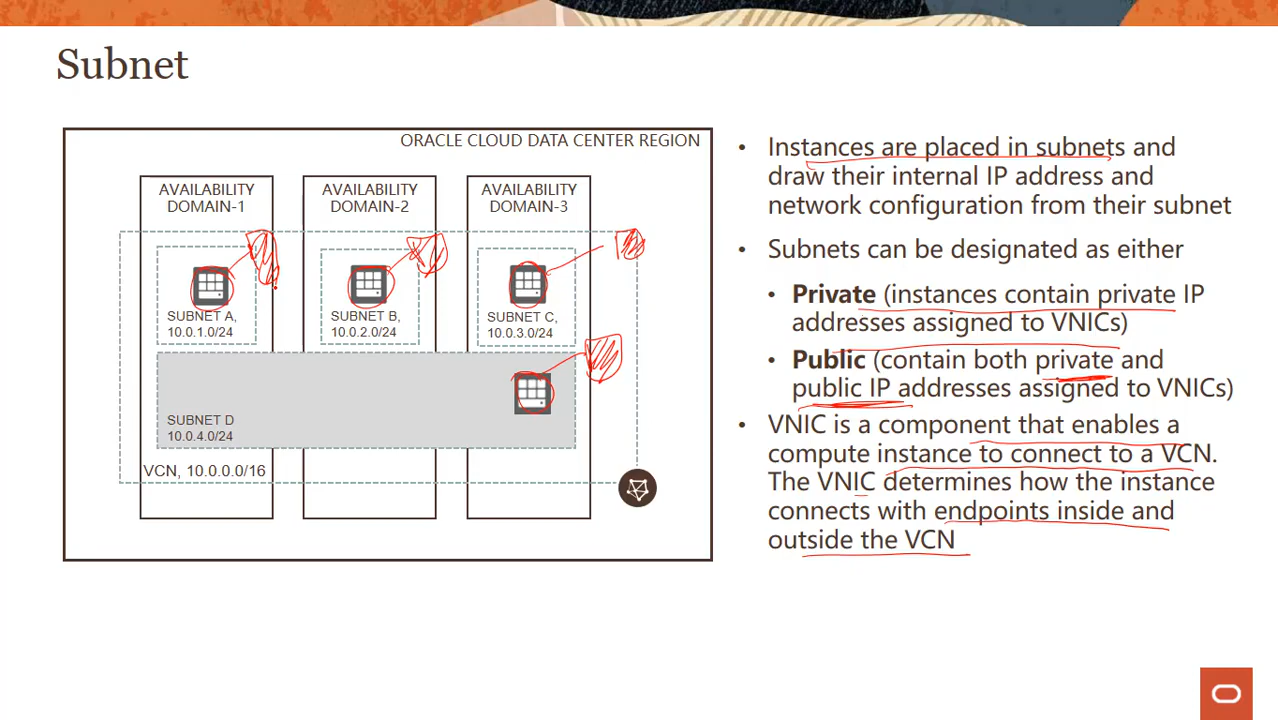 Subnet
ORACLE CLOUD DATA CENTER REGION
AVAILABILITY
DOMAIN-1
AVAILABILITY
DOMAIN-2
AVAILABILITY
DOMAIN-3
SUBNET A,
10.0.1.0/24
SUBNET B,
10.0.2.0/24
SUBNET C,
10.0.3.0/24
SUBNET D
10.0.4.0/24
VCN, 10.0.0.0/16
• Instances are placed in subnets and
draw their internal IP address and
network configuration from their subnet
• Subnets can be designated as either
• Private (instances contain private IP
addresses assigned to VNICs)
• Public (contain both private and
public IP addresses assigned to VNICs)
• VNIC is a component that enables a
compute instance to connect to a VCN.
The VNIC determines how the instance
connects with endpoints inside and
outside the VCN